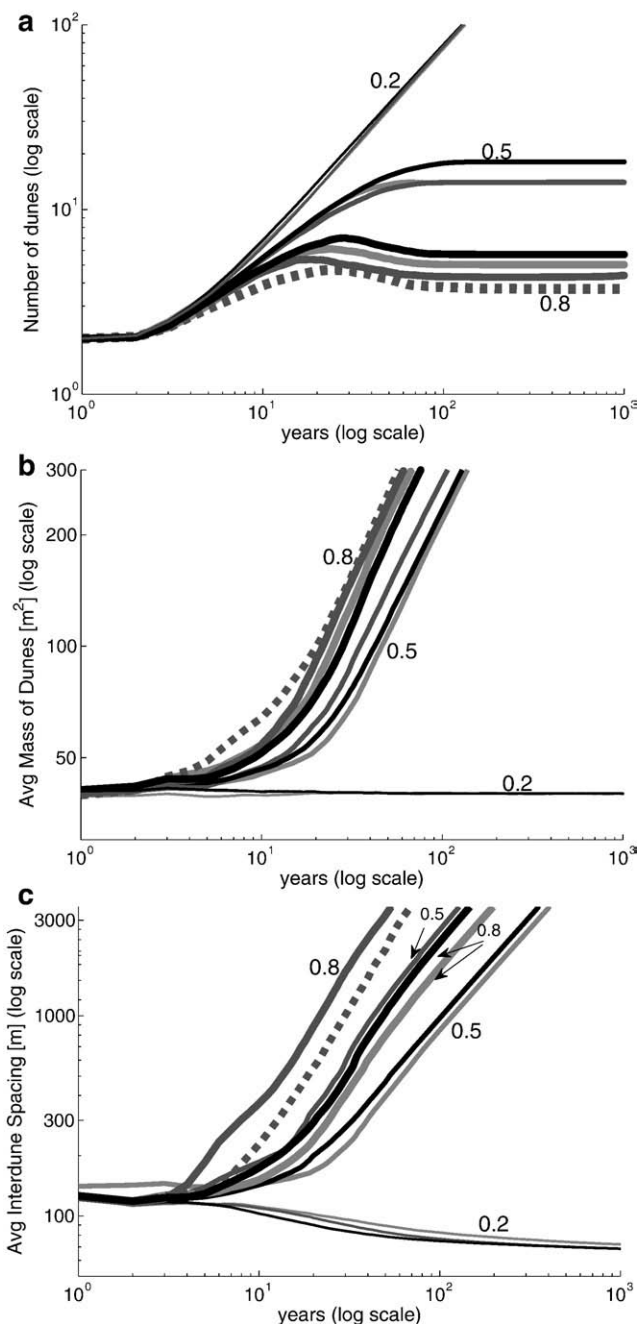 a
10²
0.2
0.5
10¹
0.8
10⁰
Number of dunes (log scale)
10⁰ 10¹ 10² 10³
years (log scale)
b
300
200
0.8
100
0.5
50
0.2
Avg Mass of Dunes [m²] (log scale)
10⁰ 10¹ 10² 10³
years (log scale)
c
3000
0.5
0.8
0.8
1000
0.5
300
100
0.2
Avg Interdune Spacing [m] (log scale)
10⁰ 10¹ 10² 10³
years (log scale)